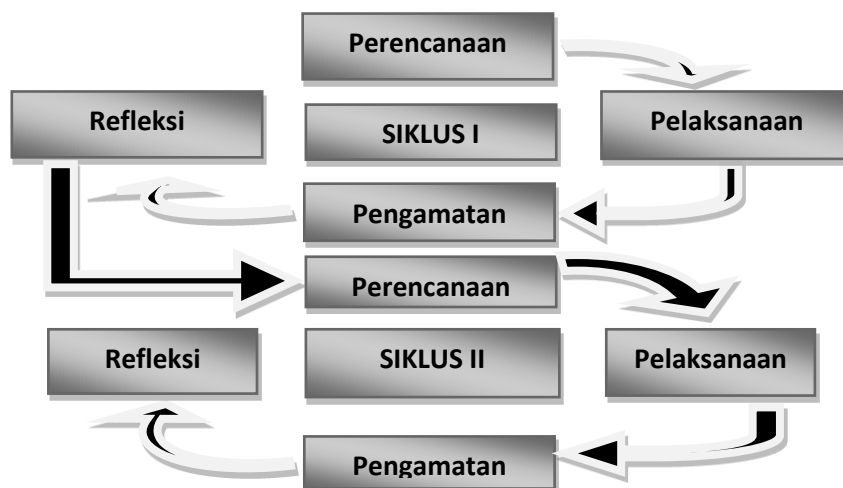 Perencanaan
Refleksi
SIKLUS I
Pelaksanaan
Pengamatan
Perencanaan
Refleksi
SIKLUS II
Pelaksanaan
Pengamatan